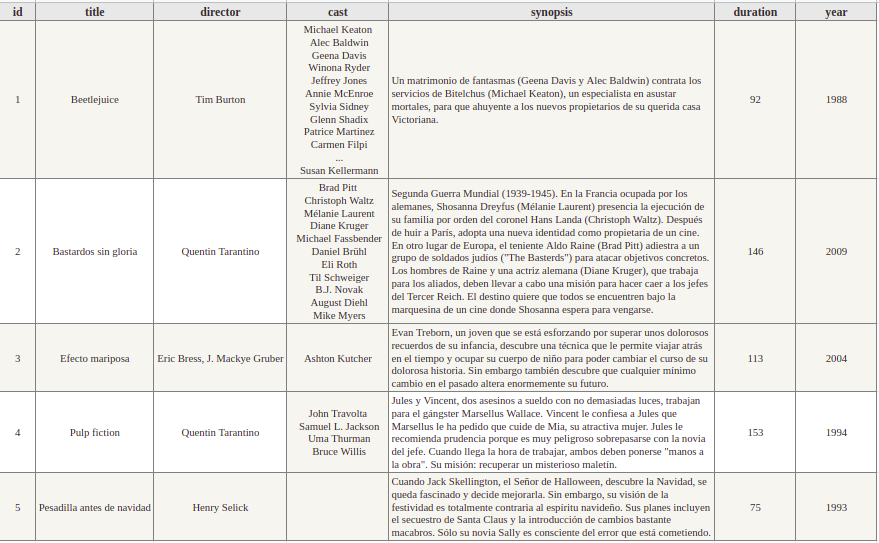 id title director cast synopsis duration year
Michael Keaton
Alec Baldwin
Geena Davis
Winona Ryder
Jeffrey Jones
Annie McEnroe
Sylvia Sidney
Glenn Shadix
Patrice Martinez
Carmen Filpi
...
Susan Kellermann
1 Beetlejuice Tim Burton
Un matrimonio de fantasmas (Geena Davis y Alec Baldwin) contrata los
servicios de Bitelchus (Michael Keaton), un especialista en asustar
mortales, para que ahuyente a los nuevos propietarios de su querida casa
Victoriana.
92 1988
2 Bastardos sin gloria Quentin Tarantino
Brad Pitt
Christoph Waltz
Mélanie Laurent
Diane Kruger
Michael Fassbender
Daniel Brühl
Eli Roth
Til Schweiger
B.J. Novak
August Diehl
Mike Myers
Segunda Guerra Mundial (1939-1945). En la Francia ocupada por los
alemanes, Shosanna Dreyfus (Mélanie Laurent) presencia la ejecución de
su familia por orden del coronel Hans Landa (Christoph Waltz). Después
de huir a París, adopta una nueva identidad como propietaria de un cine.
En otro lugar de Europa, el teniente Aldo Raine (Brad Pitt) adiestra a un
grupo de soldados judíos ("The Basterds") para atacar objetivos concretos.
Los hombres de Raine y una actriz alemana (Diane Kruger), que trabaja
para los aliados, deben llevar a cabo una misión para hacer caer a los jefes
del Tercer Reich. El destino quiere que todos se encuentren bajo la
marquesina de un cine donde Shosanna espera para vengarse.
146 2009
3 Efecto mariposa Eric Bress, J. Mackye Gruber Ashton Kutcher
Evan Treborn, un joven que se está esforzando por superar unos dolorosos
recuerdos de su infancia, descubre una técnica que le permite viajar atrás
en el tiempo y ocupar su cuerpo de niño para poder cambiar el curso de su
dolorosa historia. Sin embargo también descubre que cualquier mínimo
cambio en el pasado altera enormemente su futuro.
113 2004
4 Pulp fiction Quentin Tarantino
John Travolta
Samuel L. Jackson
Uma Thurman
Bruce Willis
Jules y Vincent, dos asesinos a sueldo con no demasiadas luces, trabajan
para el gángster Marsellus Wallace. Vincent le confiesa a Jules que
Marsellus le ha pedido que cuide de Mia, su atractiva mujer. Jules le
recomienda prudencia porque es muy peligroso sobrepasarse con la novia
del jefe. Cuando llega la hora de trabajar, ambos deben ponerse "manos a
la obra". Su misión: recuperar un misterioso maletín.
153 1994
5 Pesadilla antes de navidad Henry Selick
Cuando Jack Skellington, el Señor de Halloween, descubre la Navidad, se
queda fascinado y decide mejorarla. Sin embargo, su visión de la
festividad es totalmente contraria al espíritu navideño. Sus planes incluyen
el secuestro de Santa Claus y la introducción de cambios bastante
macabros. Sólo su novia Sally es consciente del error que está cometiendo.
75 1993